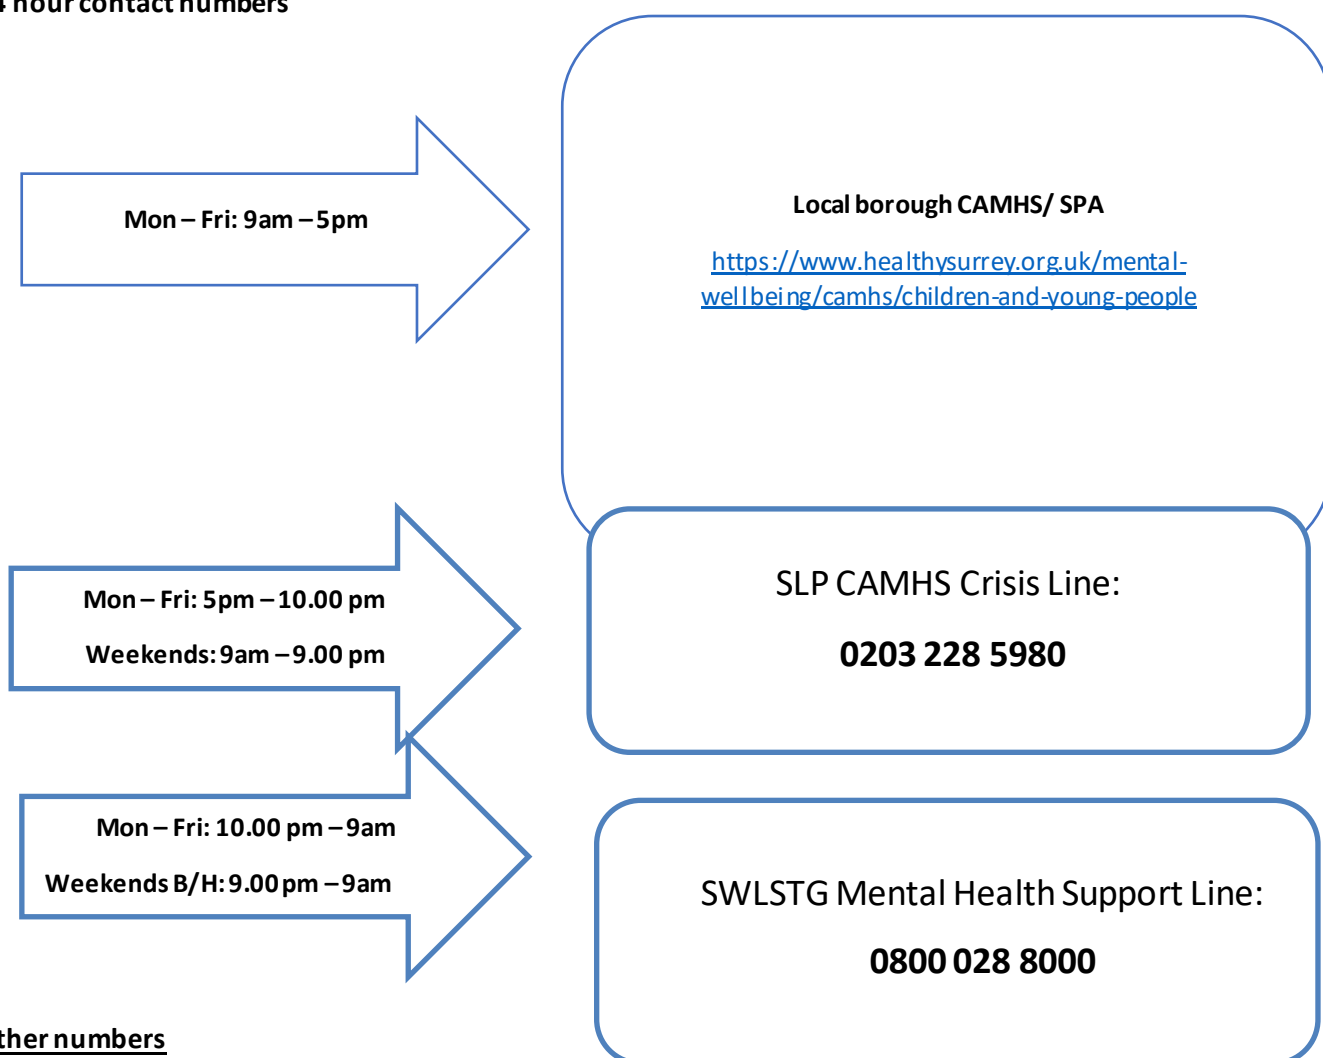 4 hour contact numbers
Mon – Fri: 9am – 5pm
Local borough CAMHS/ SPA
https://www.healthysurrey.org.uk/mental-
wellbeing/camhs/children-and-young-people
Mon – Fri: 5pm – 10.00 pm
Weekends: 9am – 9.00 pm
SLP CAMHS Crisis Line:
0203 228 5980
Mon – Fri: 10.00 pm – 9am
Weekends B/H: 9.00 pm – 9am
SWLSTG Mental Health Support Line:
0800 028 8000
ther numbers